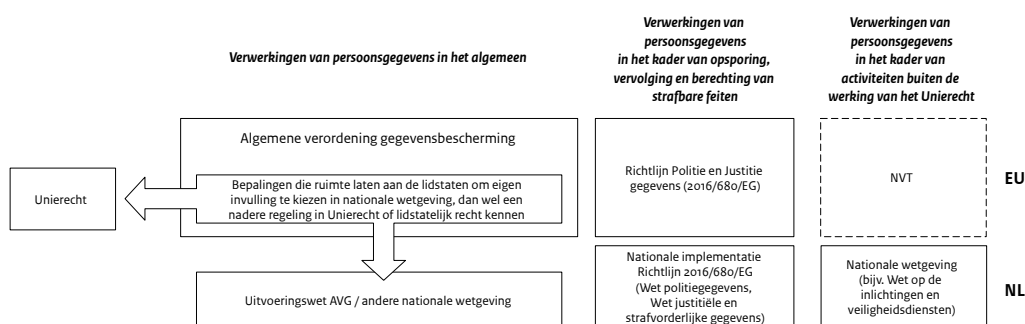 Verwerkingen van persoonsgegevens in het algemeen
Verwerkingen van
persoonsgegevens
in het kader van opsporing,
vervolging en berechting van
strafbare feiten
Verwerkingen van
persoonsgegevens
in het kader van
activiteiten buiten de
werking van het Unierecht
Unierecht
Algemene verordening gegevensbescherming
Bepalingen die ruimte laten aan de lidstaten om eigen
invulling te kiezen in nationale wetgeving, dan wel een
nadere regeling in Unierecht of lidstatelijk recht kennen
Richtlijn Politie en Justitie
gegevens (2016/680/EG)
NVT
EU
Uitvoeringswet AVG / andere nationale wetgeving
Nationale implementatie
Richtlijn 2016/680/EG
(Wet politiegegevens,
Wet justitiële en
strafvorderlijke gegevens)
Nationale wetgeving
(bijv. Wet op de
inlichtingen en
veiligheidsdiensten)
NL